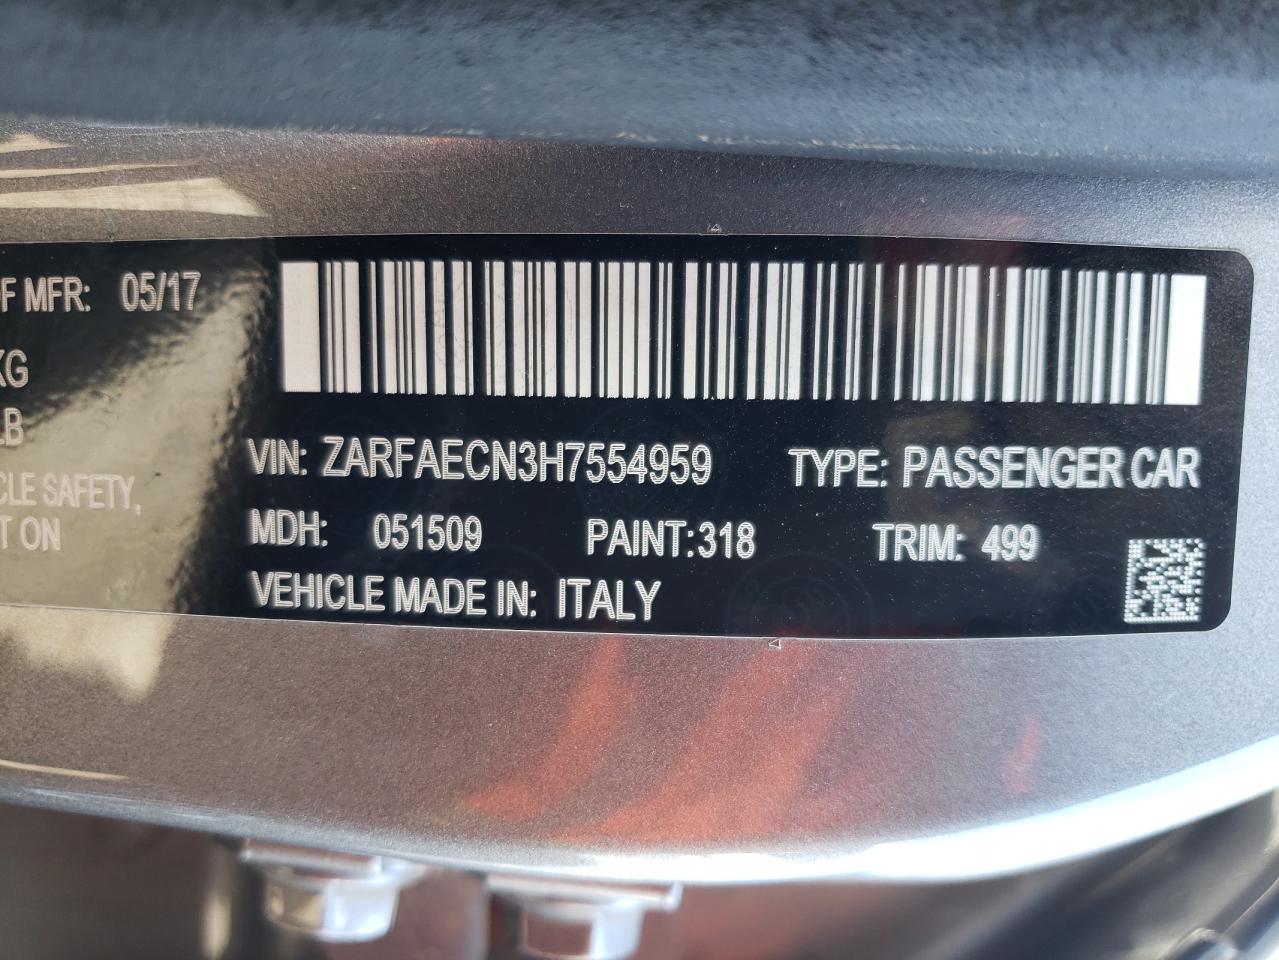 F MFR: 05/17
KG
LB
VIN: ZARFAECN3H7554959 TYPE: PASSENGER CAR
CLE SAFETY,
MDH: 051509 PAINT:318 TRIM: 499
T ON
VEHICLE MADE IN: ITALY